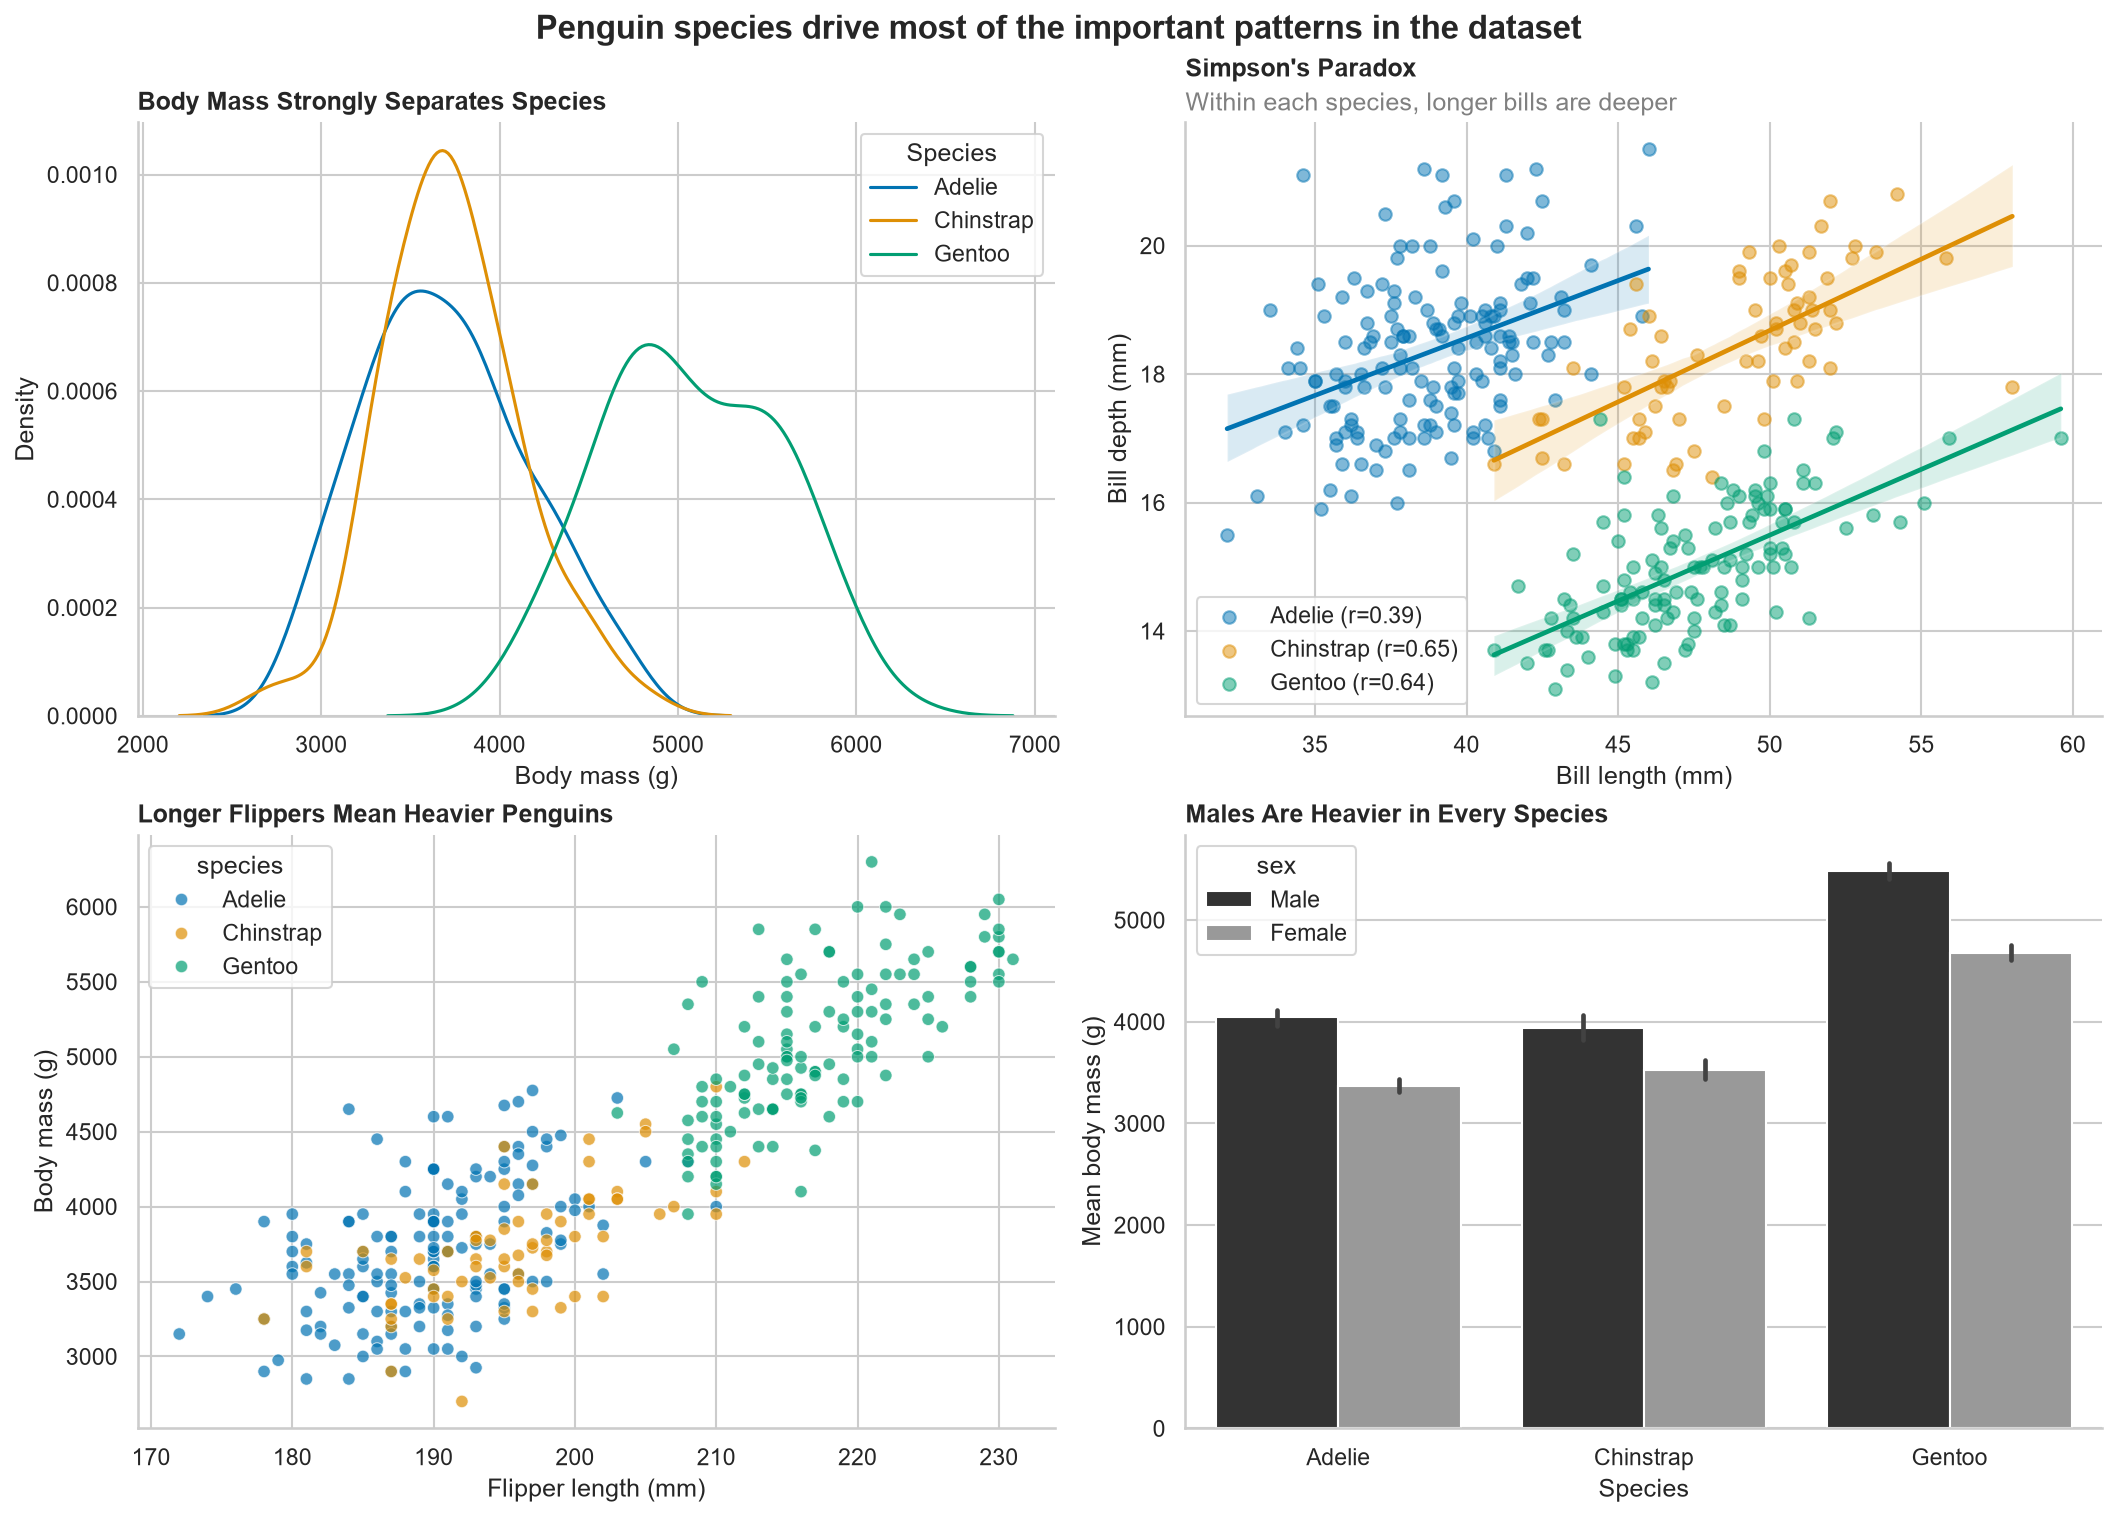 Penguin species drive most of the important patterns in the dataset
Body Mass Strongly Separates Species
Density
0.0010
0.0008
0.0006
0.0004
0.0002
0.0000
Species
Adelie
Chinstrap
Gentoo
2000 3000 4000 5000 6000 7000
Body mass (g)
Simpson's Paradox
Within each species, longer bills are deeper
Bill depth (mm)
20
18
16
14
Adelie (r=0.39)
Chinstrap (r=0.65)
Gentoo (r=0.64)
35 40 45 50 55 60
Bill length (mm)
Longer Flippers Mean Heavier Penguins
Body mass (g)
6000
5500
5000
4500
4000
3500
3000
species
Adelie
Chinstrap
Gentoo
170 180 190 200 210 220 230
Flipper length (mm)
Males Are Heavier in Every Species
Mean body mass (g)
5000
4000
3000
2000
1000
0
sex
Male
Female
Adelie Chinstrap Gentoo
Species